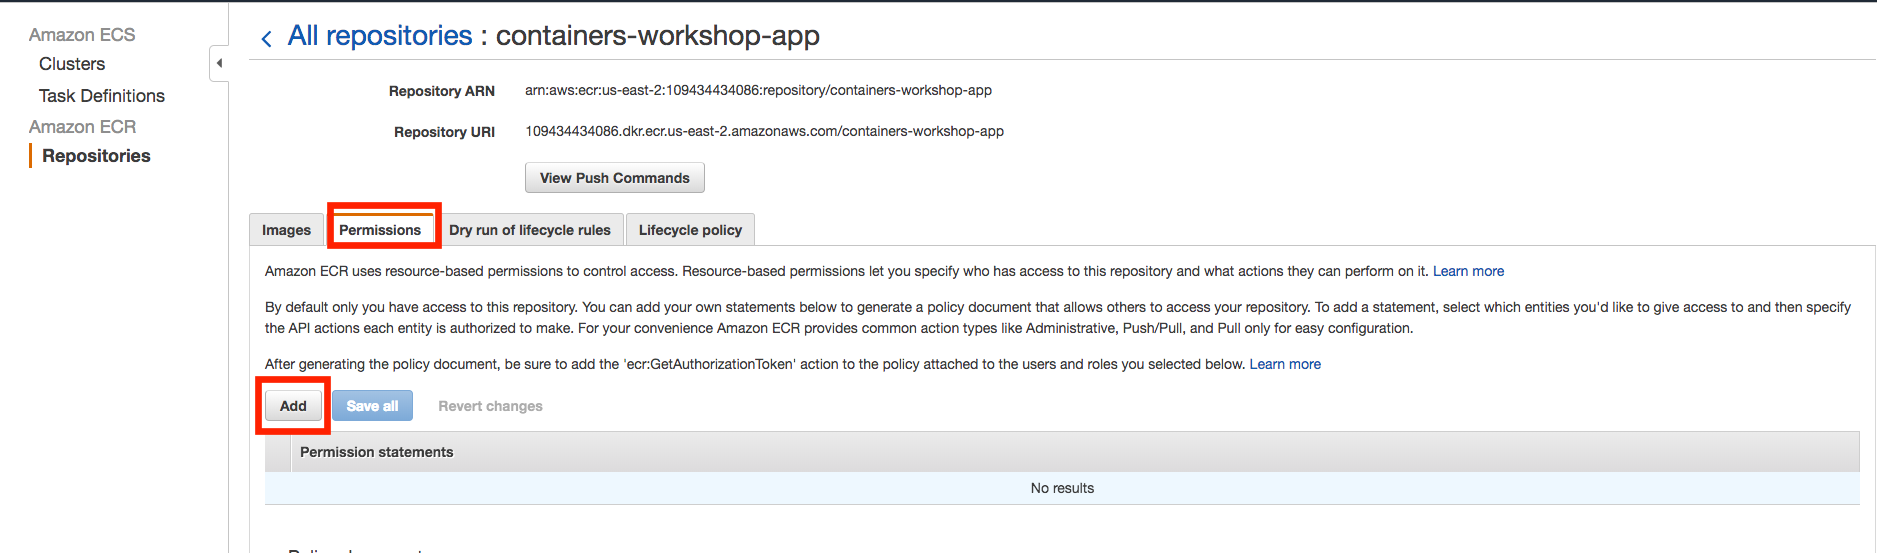 Amazon ECS
Clusters
Task Definitions
Amazon ECR
Repositories
All repositories : containers-workshop-app
Repository ARN arn:aws:ecr:us-east-2:109434434086:repository/containers-workshop-app
Repository URI 109434434086.dkr.ecr.us-east-2.amazonaws.com/containers-workshop-app
View Push Commands
Images Permissions Dry run of lifecycle rules Lifecycle policy
Amazon ECR uses resource-based permissions to control access. Resource-based permissions let you specify who has access to this repository and what actions they can perform on it. Learn more
By default only you have access to this repository. You can add your own statements below to generate a policy document that allows others to access your repository. To add a statement, select which entities you'd like to give access to and then specify
the API actions each entity is authorized to make. For your convenience Amazon ECR provides common action types like Administrative, Push/Pull, and Pull only for easy configuration.
After generating the policy document, be sure to add the 'ecr:GetAuthorizationToken' action to the policy attached to the users and roles you selected below. Learn more
Add Save all Revert changes
Permission statements
No results